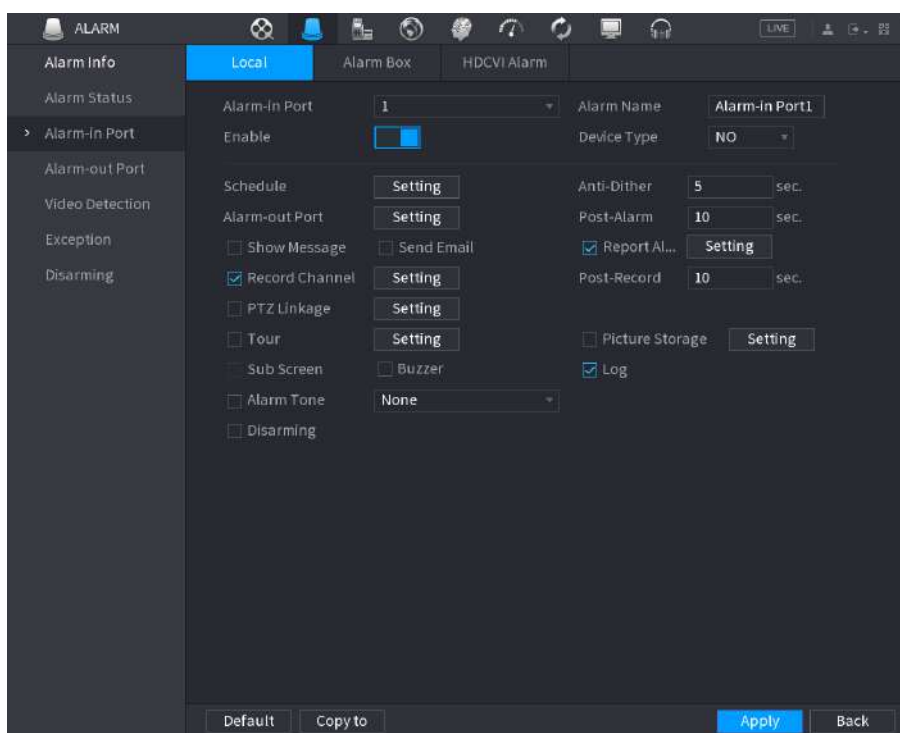 ALARM LIVE
Alarm Info
Alarm Status
Alarm-in Port
Alarm-out Port
Video Detection
Exception
Disarming
Local Alarm Box HDCVI Alarm
Alarm-in Port 1 Alarm Name Alarm-in Port1
Enable Device Type NO
Schedule Setting Anti-Dither 5 sec.
Alarm-out Port Setting Post-Alarm 10 sec.
Show Message Send Email Report Al... Setting
Record Channel Setting Post-Record 10 sec.
PTZ Linkage Setting
Tour Setting Picture Storage Setting
Sub Screen Buzzer Log
Alarm Tone None
Disarming
Default Copy to Apply Back